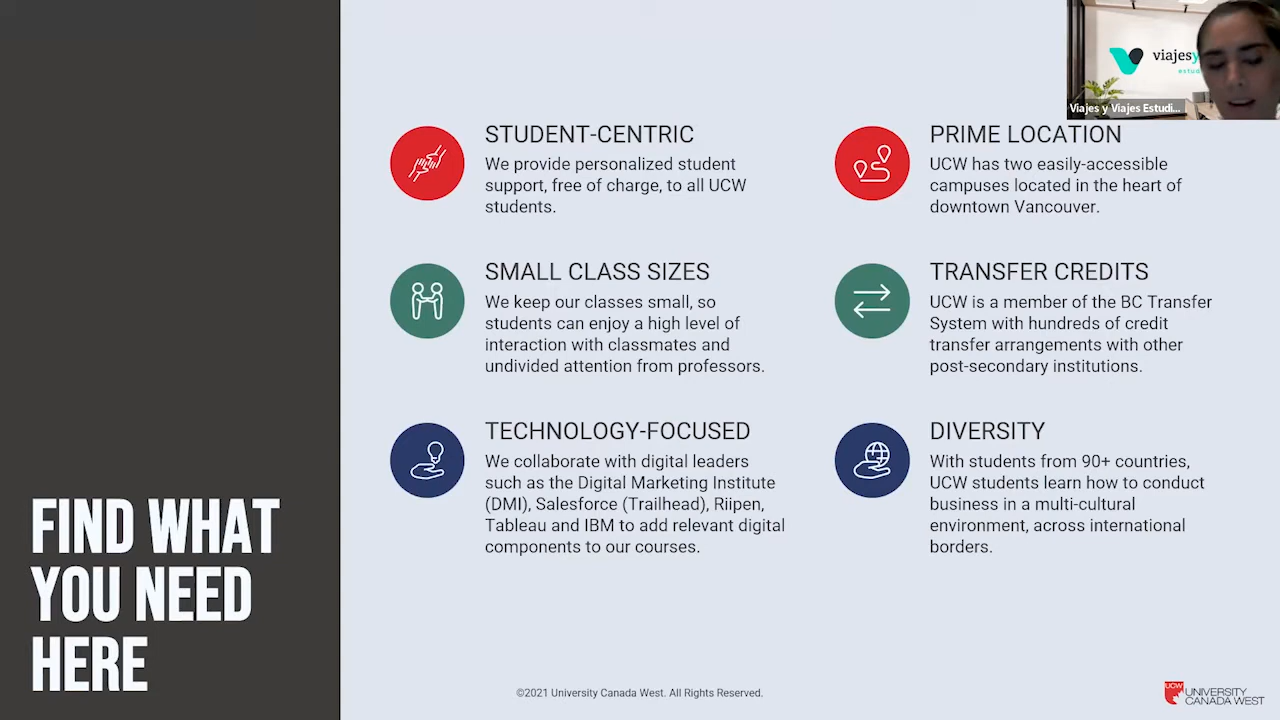 viajesy
estud
Viajes y Viajes Estudi...
STUDENT-CENTRIC
We provide personalized student
support, free of charge, to all UCW
students.
PRIME LOCATION
UCW has two easily-accessible
campuses located in the heart of
downtown Vancouver.
SMALL CLASS SIZES
We keep our classes small, so
students can enjoy a high level of
interaction with classmates and
undivided attention from professors.
TRANSFER CREDITS
UCW is a member of the BC Transfer
System with hundreds of credit
transfer arrangements with other
post-secondary institutions.
TECHNOLOGY-FOCUSED
We collaborate with digital leaders
such as the Digital Marketing Institute
(DMI), Salesforce (Trailhead), Riipen,
Tableau and IBM to add relevant digital
components to our courses.
DIVERSITY
With students from 90+ countries,
UCW students learn how to conduct
business in a multi-cultural
environment, across international
borders.
FIND WHAT
YOU NEED
HERE
©2021 University Canada West. All Rights Reserved.
UCW
UNIVERSITY
CANADA WEST